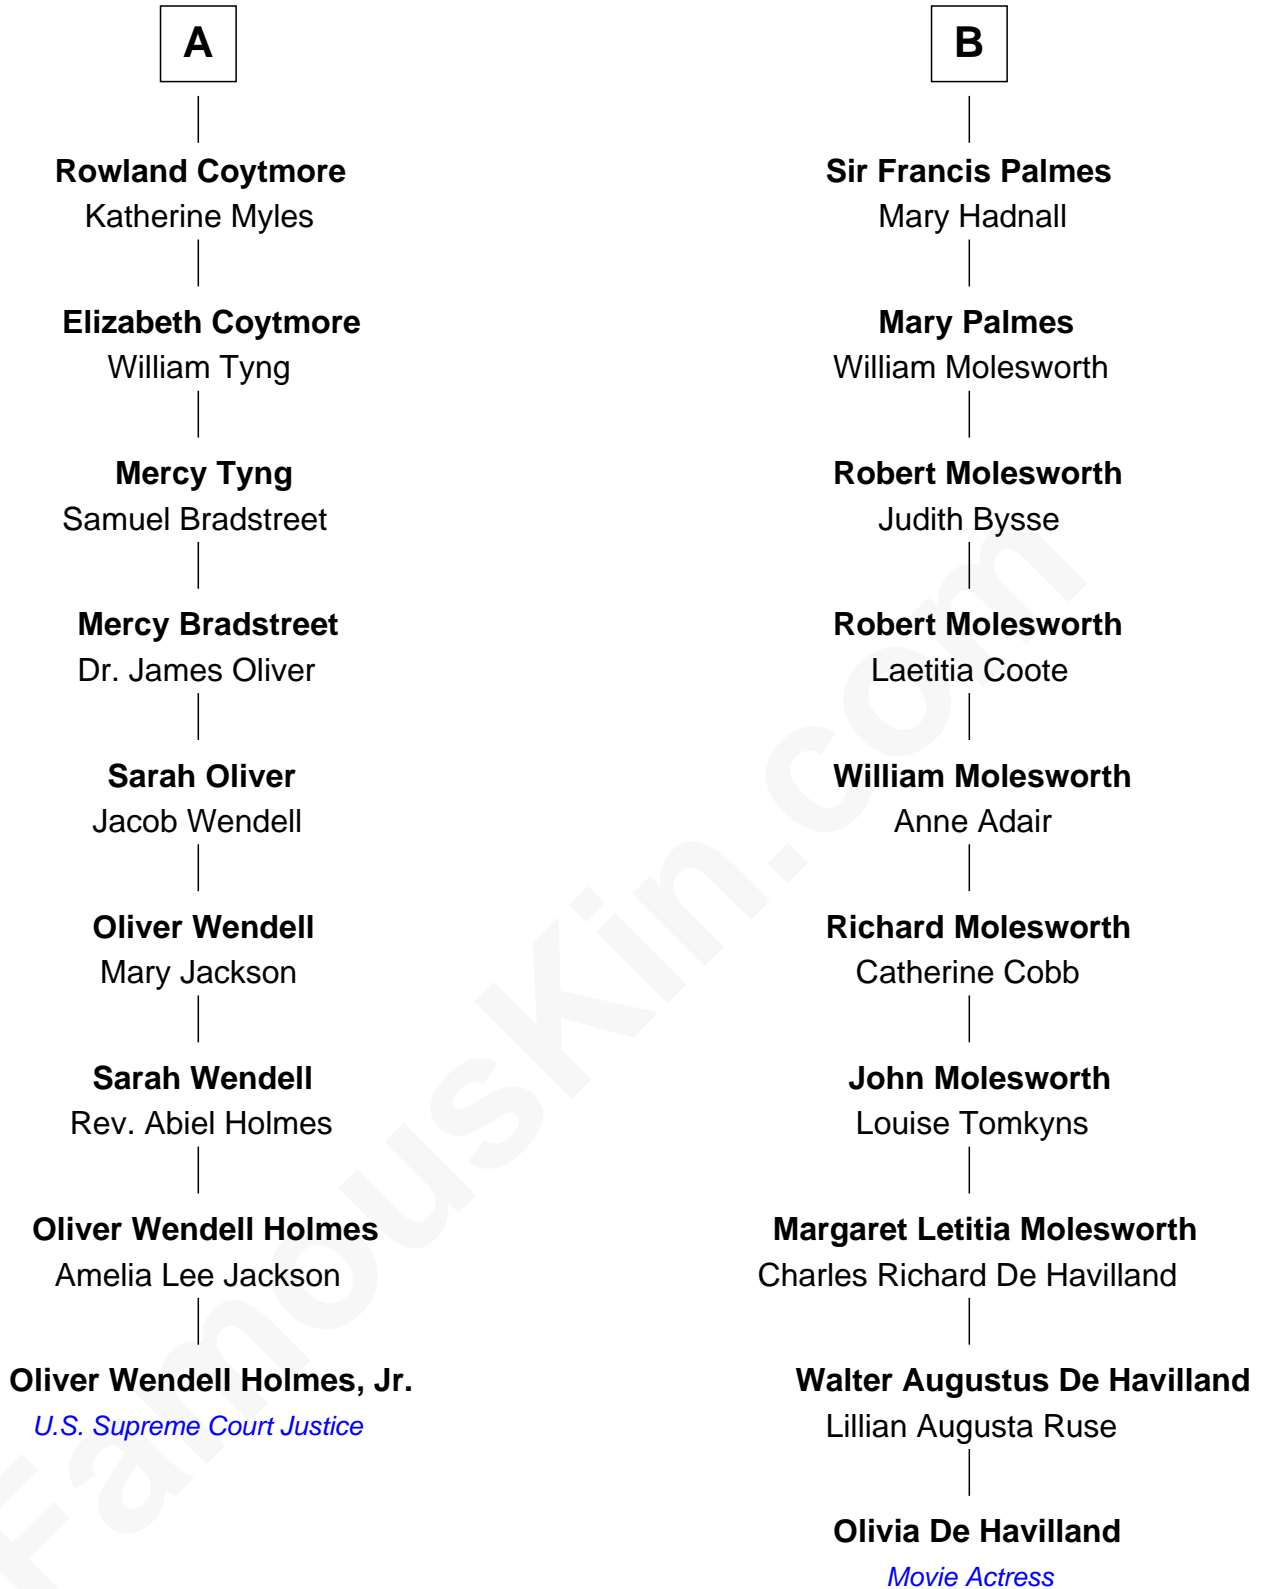 A
Rowland Coytmore
Katherine Myles
Elizabeth Coytmore
William Tyng
Mercy Tyng
Samuel Bradstreet
Mercy Bradstreet
Dr. James Oliver
Sarah Oliver
Jacob Wendell
Oliver Wendell
Mary Jackson
Sarah Wendell
Rev. Abiel Holmes
Oliver Wendell Holmes
Amelia Lee Jackson
Oliver Wendell Holmes, Jr.
U.S. Supreme Court Justice
B
Sir Francis Palmes
Mary Hadnall
Mary Palmes
William Molesworth
Robert Molesworth
Judith Bysse
Robert Molesworth
Laetitia Coote
William Molesworth
Anne Adair
Richard Molesworth
Catherine Cobb
John Molesworth
Louise Tomkyns
Margaret Letitia Molesworth
Charles Richard De Havilland
Walter Augustus De Havilland
Lillian Augusta Ruse
Olivia De Havilland
Movie Actress
FamousKin.com